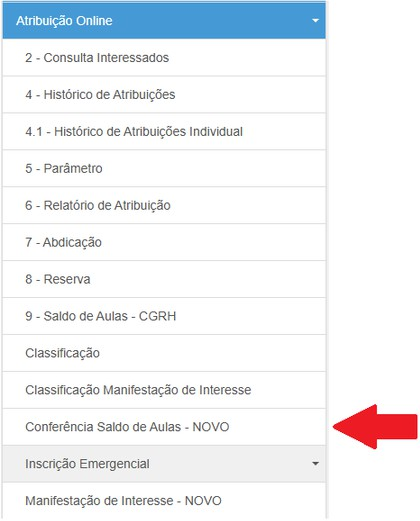 Atribuição Online
2 - Consulta Interessados
4 - Histórico de Atribuições
4.1 - Histórico de Atribuições Individual
5 - Parâmetro
6 - Relatório de Atribuição
7 - Abdicação
8 - Reserva
9 - Saldo de Aulas - CGRH
Classificação
Classificação Manifestação de Interesse
Conferência Saldo de Aulas - NOVO
Inscrição Emergencial
Manifestação de Interesse - NOVO